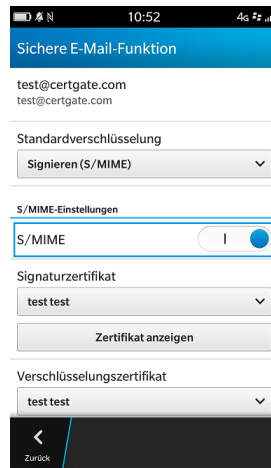 10:52
4G
Sichere E-Mail-Funktion
test@certgate.com
test@certgate.com
Standardverschlüsselung
Signieren (S/MIME)
S/MIME-Einstellungen
S/MIME
Signaturzertifikat
test test
Zertifikat anzeigen
Verschlüsselungszertifikat
test test
Zurück